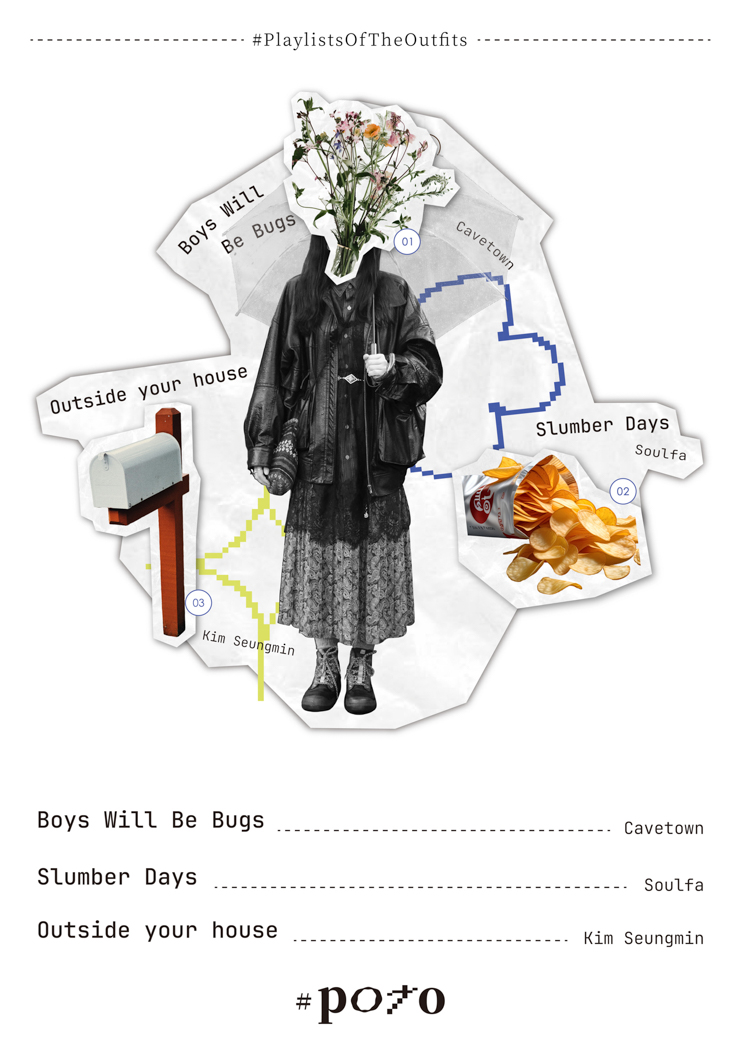 #PlaylistsOfTheOutfits
Boys Will
Be Bugs
01
Cavetown
Outside your house
Slumber Days
Soulfa
02
03
Kim Seungmin
Boys Will Be Bugs
Cavetown
Slumber Days
Soulfa
Outside your house
Kim Seungmin
#poto